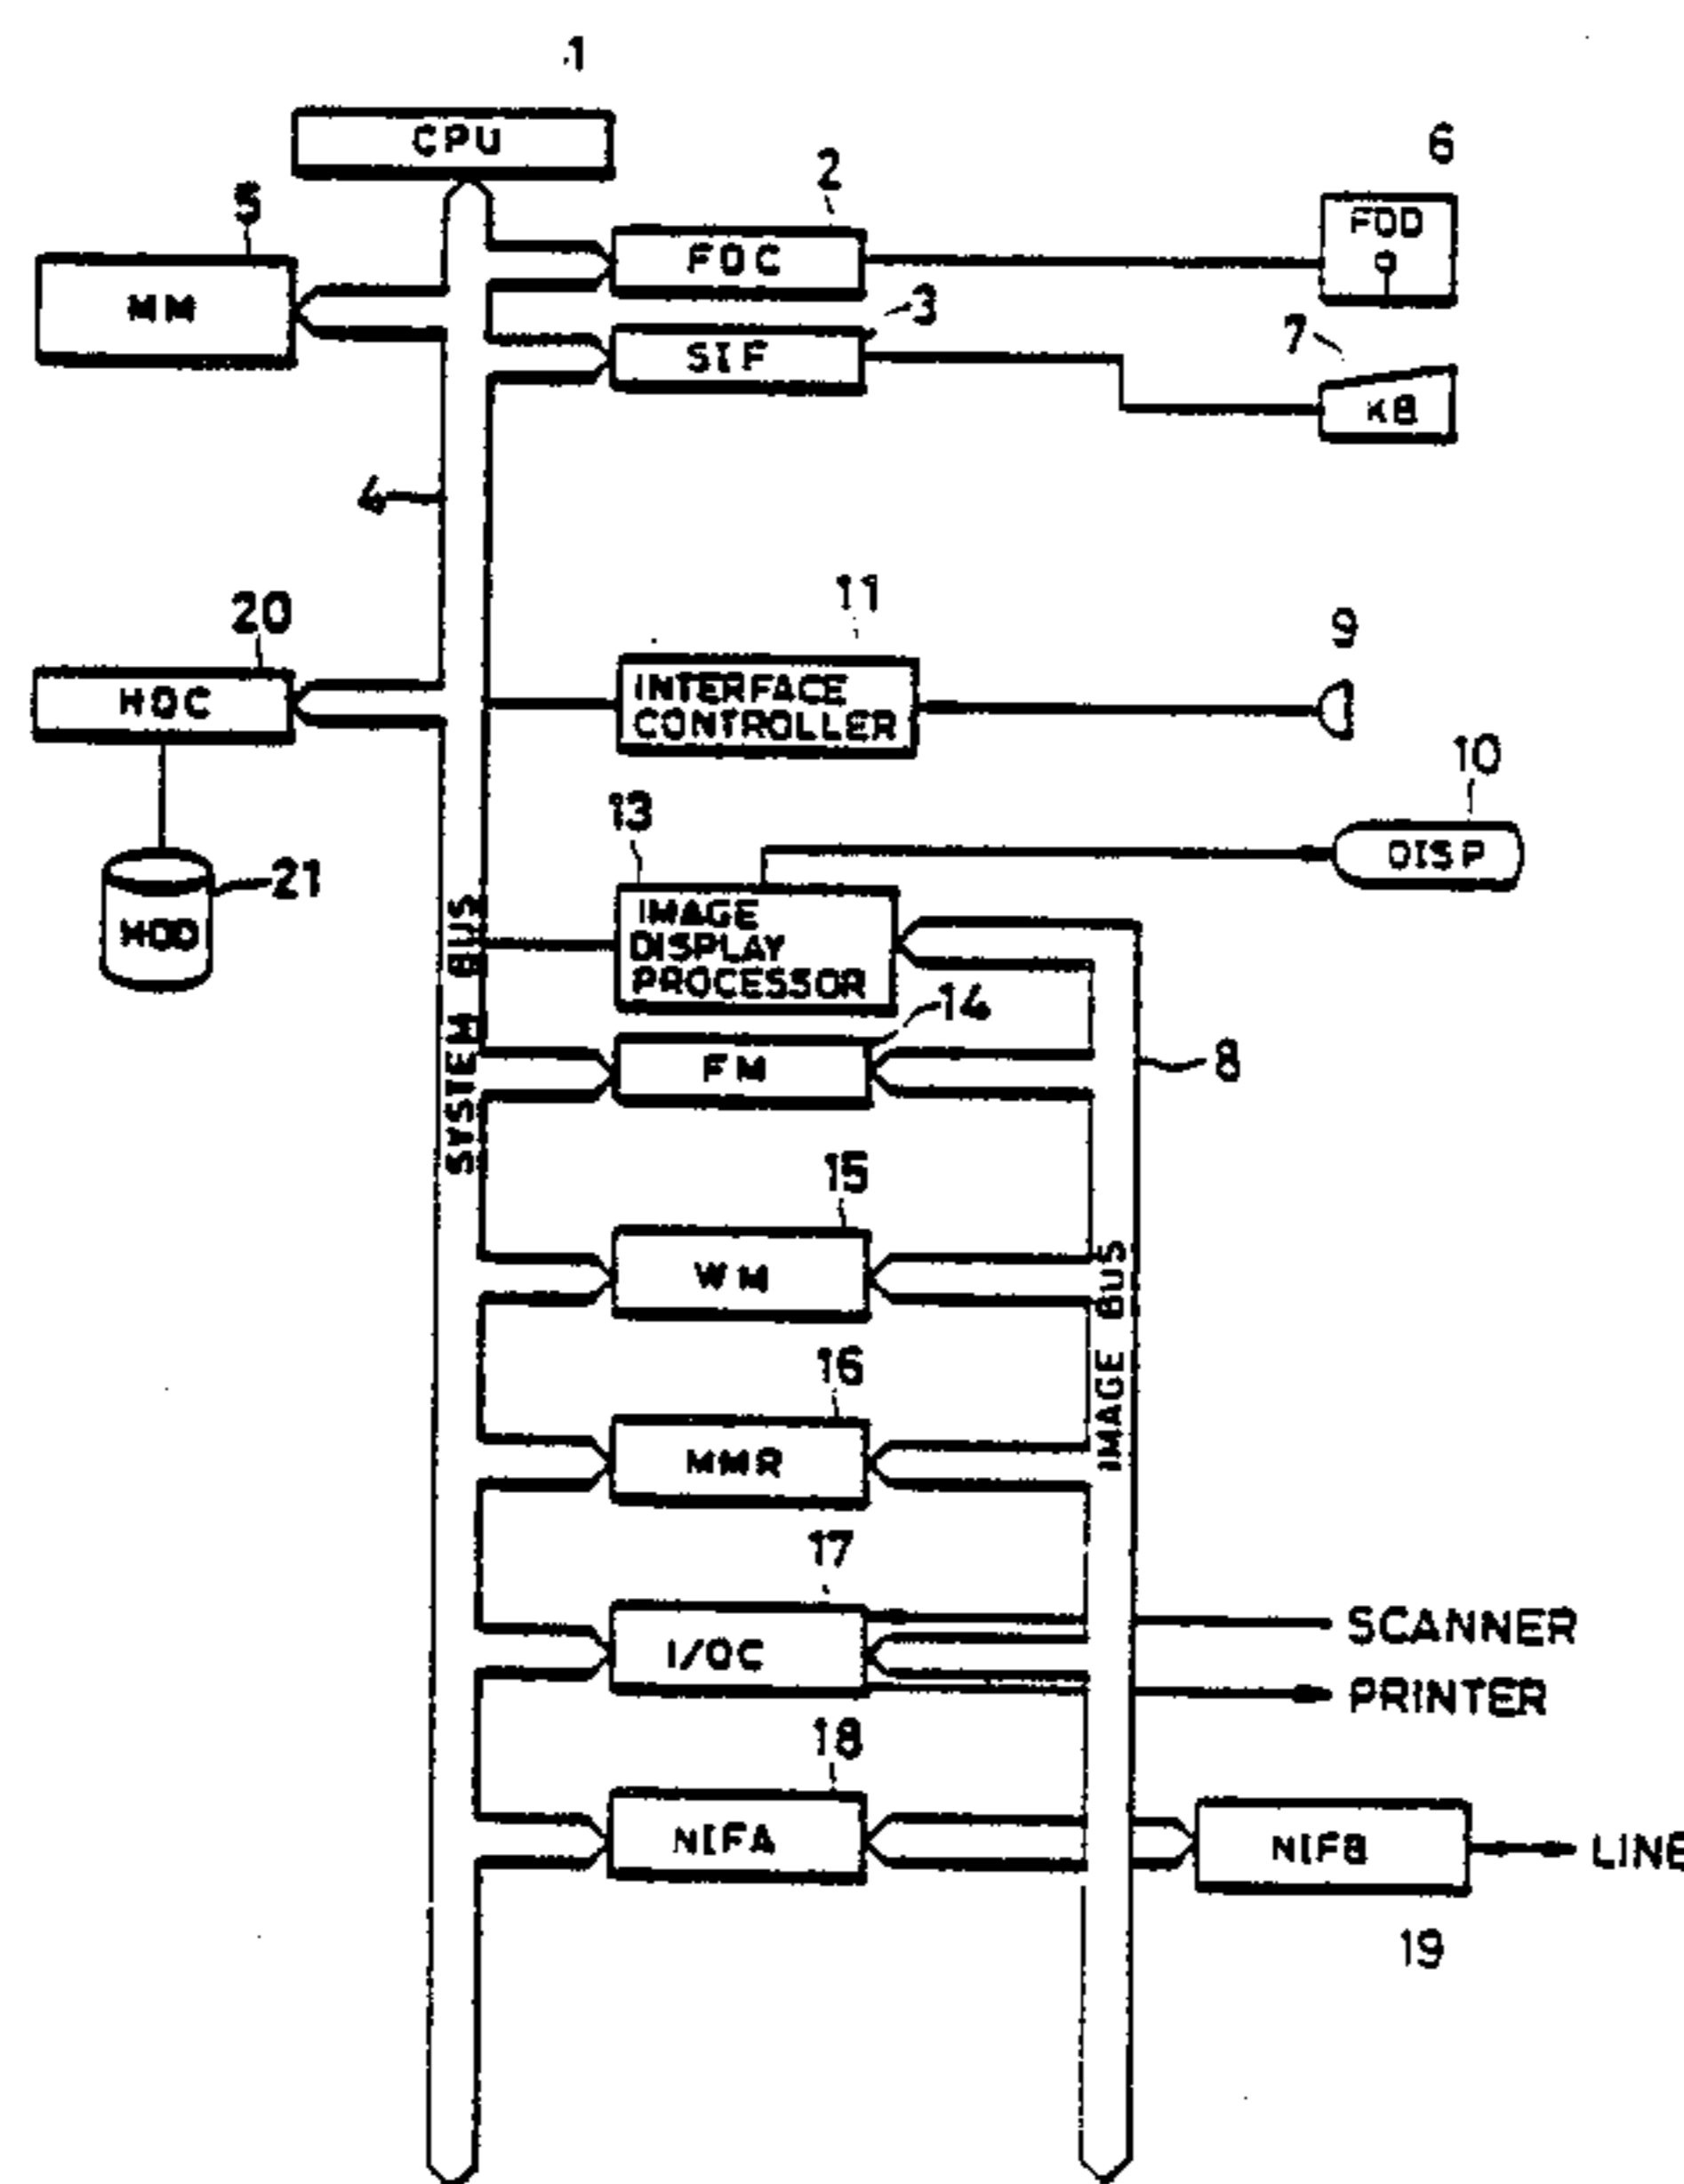 1
CPU
2
6
5
FDD
FDC
MM
3
SIF
7
KB
4
11
20
9
INTERFACE
CONTROLLER
HDC
10
13
DISP
21
IMAGE
DISPLAY
PROCESSOR
HDD
SYSTEM BUS
14
FM
8
15
WM
IMAGE BUS
16
MMR
17
SCANNER
I/OC
PRINTER
18
NIFA
NIFB
LINE
19